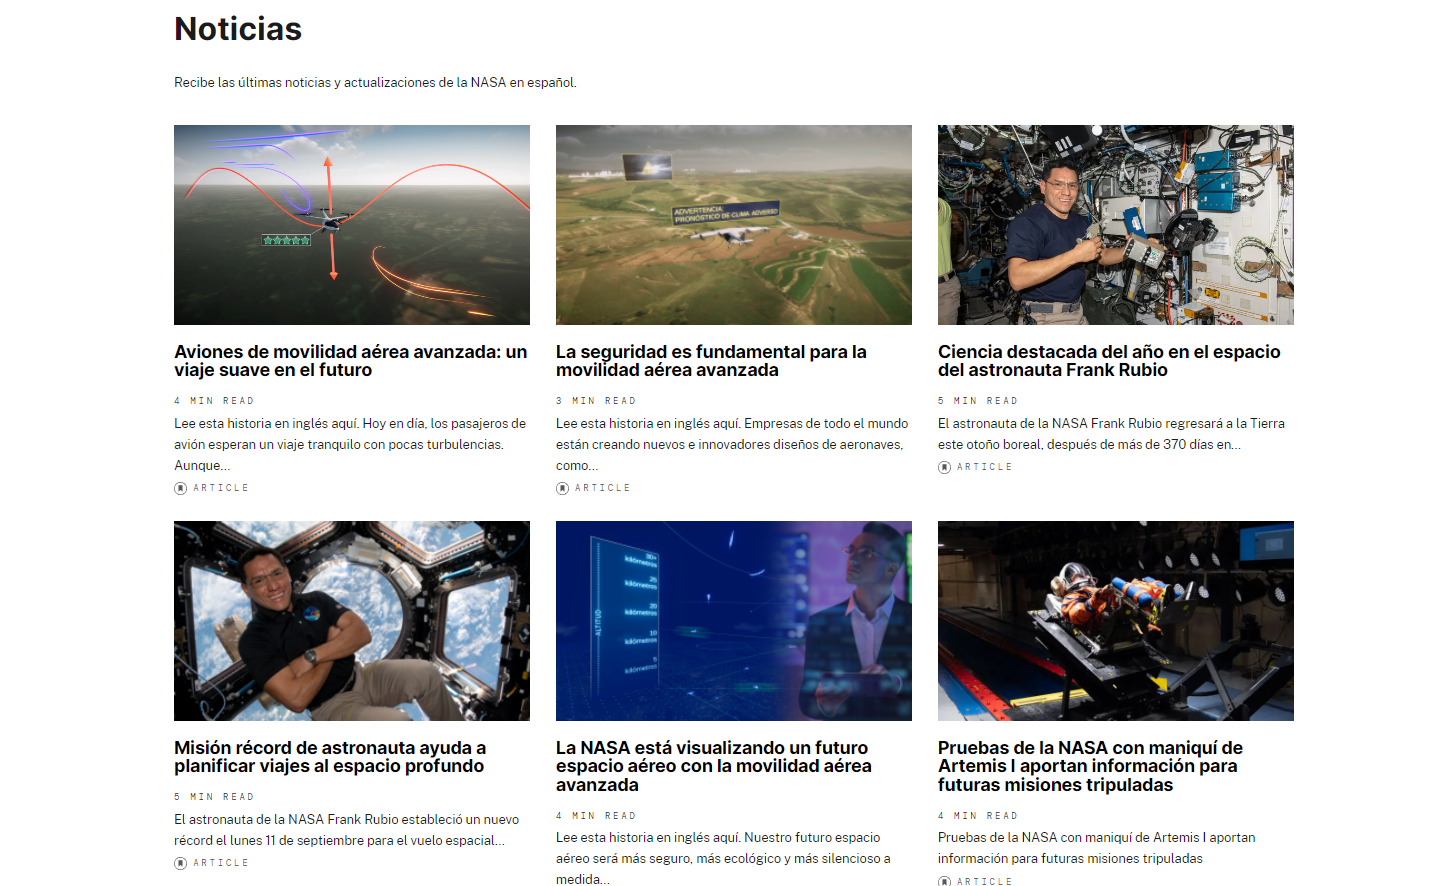 Noticias
Recibe las últimas noticias y actualizaciones de la NASA en español.
ADVERTENCIA:
PRONÓSTICO DE CLIMA ADVERSO
Aviones de movilidad aérea avanzada: un
viaje suave en el futuro
4 MIN READ
Lee esta historia en inglés aquí. Hoy en día, los pasajeros de
avión esperan un viaje tranquilo con pocas turbulencias.
Aunque...
ARTICLE
La seguridad es fundamental para la
movilidad aérea avanzada
3 MIN READ
Lee esta historia en inglés aquí. Empresas de todo el mundo
están creando nuevos e innovadores diseños de aeronaves,
como...
ARTICLE
Ciencia destacada del año en el espacio
del astronauta Frank Rubio
5 MIN READ
El astronauta de la NASA Frank Rubio regresará a la Tierra
este otoño boreal, después de más de 370 días en...
ARTICLE
30+
kilómetros
25
kilómetros
20
kilómetros
10
kilómetros
5
kilómetros
ALTITUD
Misión récord de astronauta ayuda a
planificar viajes al espacio profundo
5 MIN READ
El astronauta de la NASA Frank Rubio estableció un nuevo
récord el lunes 11 de septiembre para el vuelo espacial...
ARTICLE
La NASA está visualizando un futuro
espacio aéreo con la movilidad aérea
avanzada
4 MIN READ
Lee esta historia en inglés aquí. Nuestro futuro espacio
aéreo será más seguro, más ecológico y más silencioso a
medida...
Pruebas de la NASA con maniquí de
Artemis I aportan información para
futuras misiones tripuladas
4 MIN READ
Pruebas de la NASA con maniquí de Artemis I aportan
información para futuras misiones tripuladas
ARTICLE